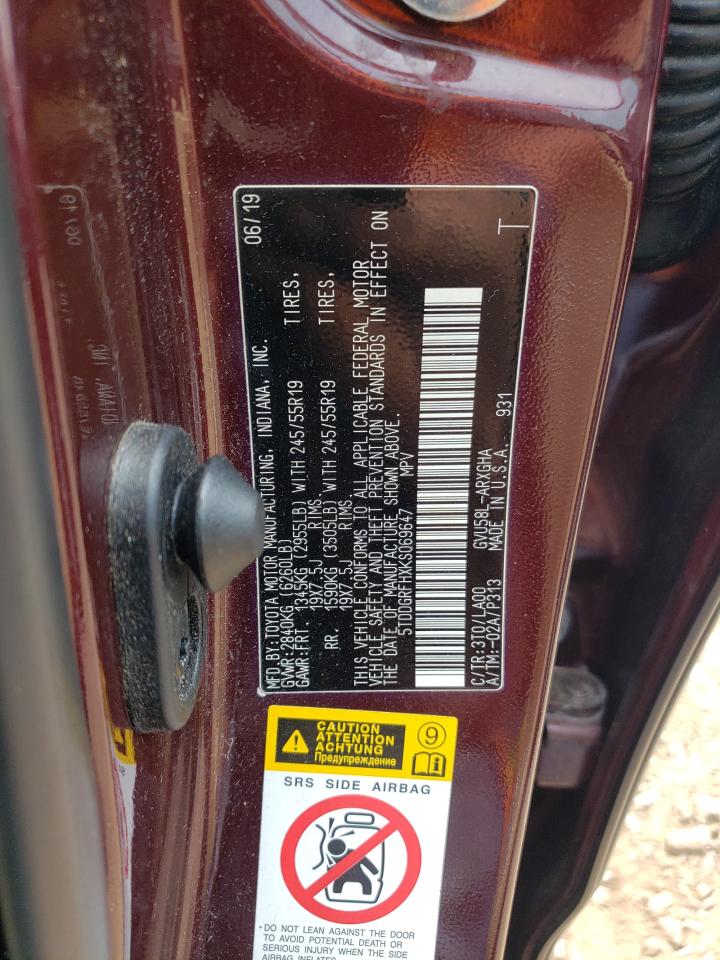 MFD.BY:TOYOTA MOTOR MANUFACTURING, INDIANA, INC. 06/19
GVWR:2840KG (6260LB)
GAWR:FRT. 1345KG (2955LB) WITH 245/55R19 TIRES,
19X7.5J RIMS.
RR. 1590KG (3505LB) WITH 245/55R19 TIRES,
19X7.5J RIMS.
THIS VEHICLE CONFORMS TO ALL APPLICABLE FEDERAL MOTOR
VEHICLE SAFETY AND THEFT PREVENTION STANDARDS IN EFFECT ON
THE DATE OF MANUFACTURE SHOWN ABOVE.
5TDDGRFHXKS069647 MPV
C/TR:3T0/LA00 GVU58L-ARXGHA
A/TM:-02A/P313 MADE IN U.S.A. 931
T
CAUTION
ATTENTION
ACHTUNG
Предупреждение
9
SRS SIDE AIRBAG
·DO NOT LEAN AGAINST THE DOOR
TO AVOID POTENTIAL DEATH OR
SERIOUS INJURY WHEN THE SIDE
AIRBAG INFLATES.